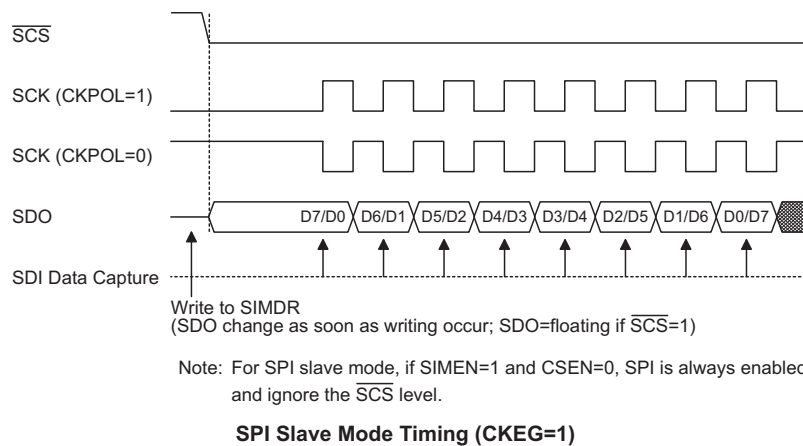 SCS
SCK (CKPOL=1)
SCK (CKPOL=0)
SDO D7/D0 D6/D1 D5/D2 D4/D3 D3/D4 D2/D5 D1/D6 D0/D7
SDI Data Capture
Write to SIMDR
(SDO change as soon as writing occur; SDO=floating if SCS=1)
Note: For SPI slave mode, if SIMEN=1 and CSEN=0, SPI is always enabled
and ignore the SCS level.
SPI Slave Mode Timing (CKEG=1)